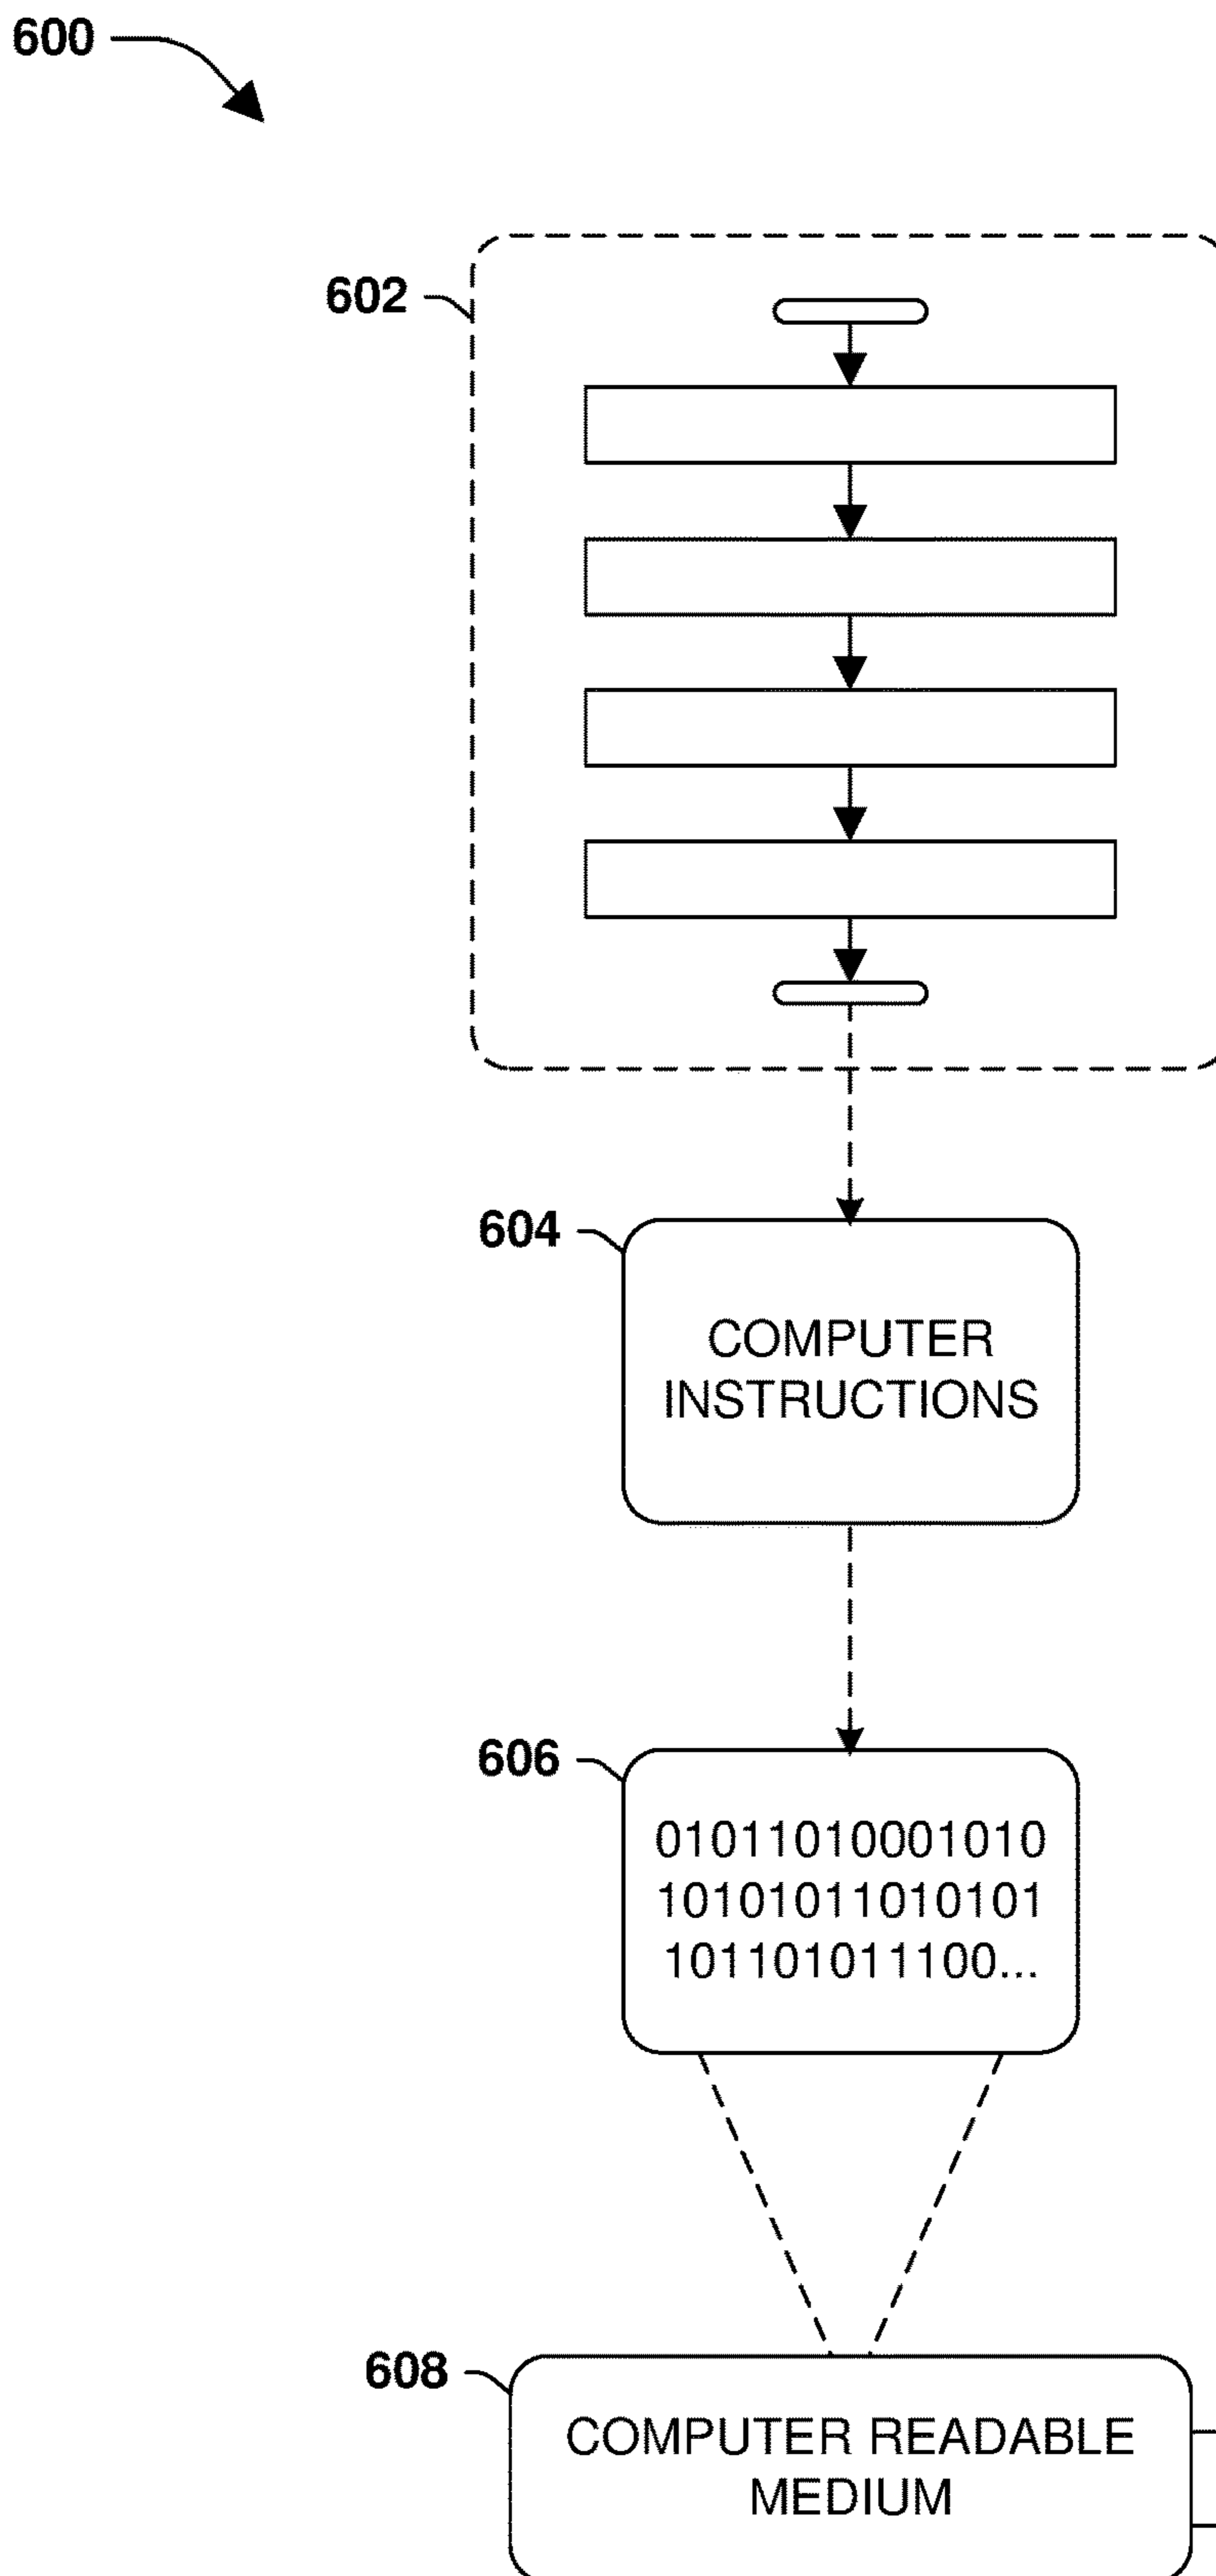 600
602
604
COMPUTER
INSTRUCTIONS
606
01011010001010
10101011010101
101101011100...
608
COMPUTER READABLE
MEDIUM